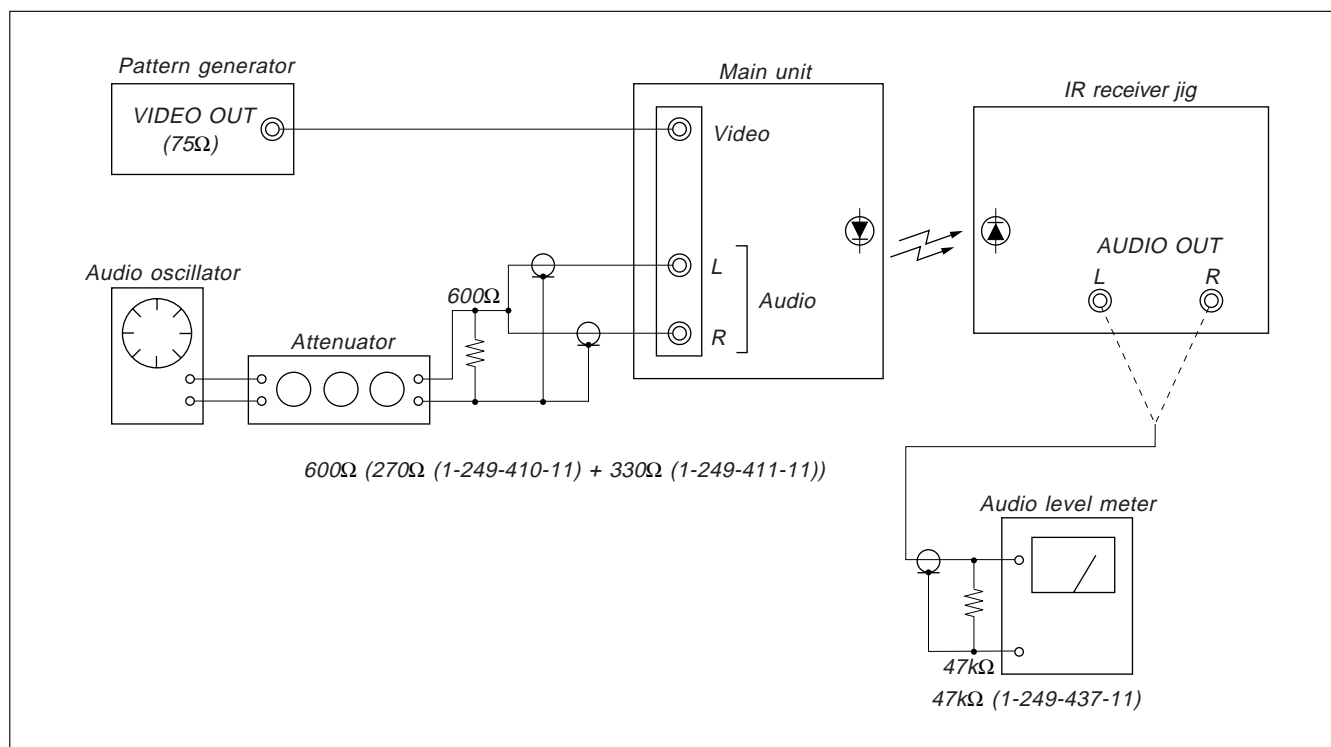 Pattern generator
VIDEO OUT
(75Ω)
Main unit
Video
L
R
Audio
IR receiver jig
AUDIO OUT
L
R
Audio oscillator
Attenuator
600Ω
600Ω (270Ω (1-249-410-11) + 330Ω (1-249-411-11))
Audio level meter
47kΩ
47kΩ (1-249-437-11)